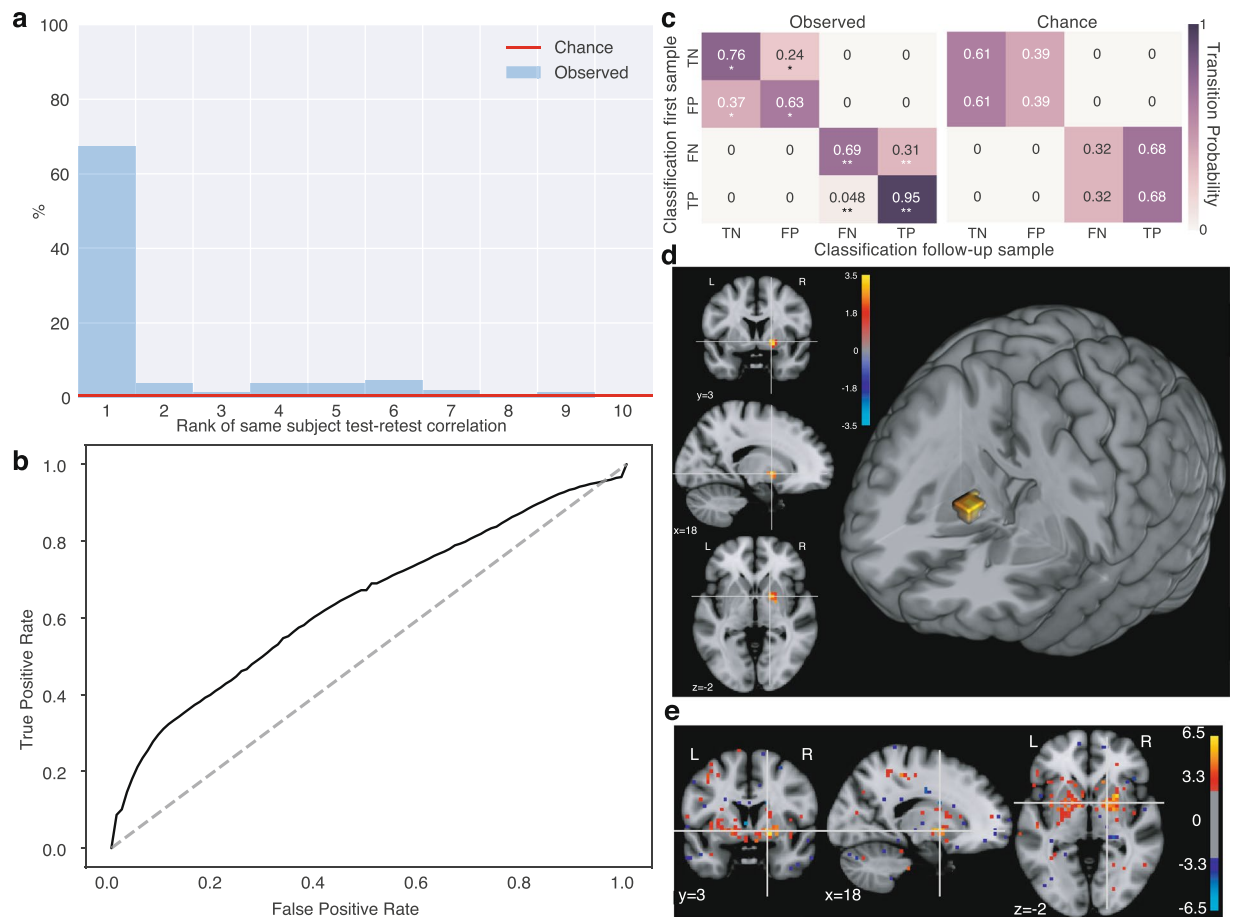 a
100
80
60
40
20
0
%
Chance
Observed
1 2 3 4 5 6 7 8 9 10
Rank of same subject test-retest correlation
b
1.0
0.8
0.6
0.4
0.2
0.0
True Positive Rate
0.0 0.2 0.4 0.6 0.8 1.0
False Positive Rate
c
Observed Chance
Classification first sample
TN 0.76 0.24 0 0 0.61 0.39 0 0
* *
FP 0.37 0.63 0 0 0.61 0.39 0 0
* *
FN 0 0 0.69 0.31 0 0 0.32 0.68
** **
TP 0 0 0.048 0.95 0 0 0.32 0.68
** **
TN FP FN TP TN FP FN TP
Classification follow-up sample
1
0
Transition Probability
d
L R
y=3
x=18
L R
z=-2
3.5
1.8
0
-1.8
-3.5
e
L R
y=3
x=18
L R
z=-2
6.5
3.3
0
-3.3
-6.5